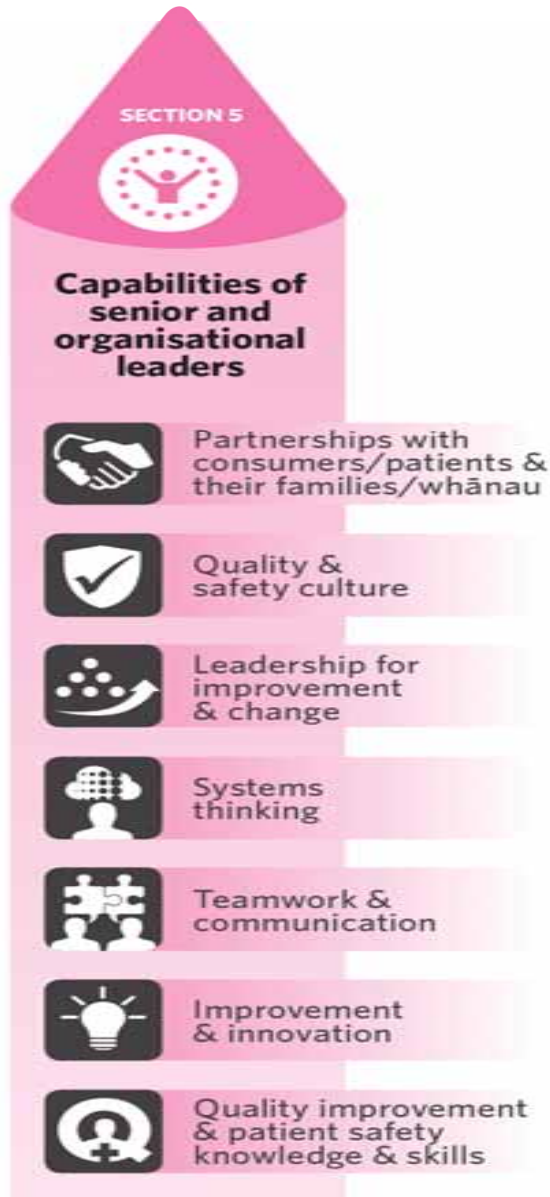 SECTION 5
Capabilities of
senior and
organisational
leaders
Partnerships with
consumers/patients &
their families/whānau
Quality &
safety culture
Leadership for
improvement
& change
Systems
thinking
Teamwork &
communication
Improvement
& innovation
Quality improvement
& patient safety
knowledge & skills